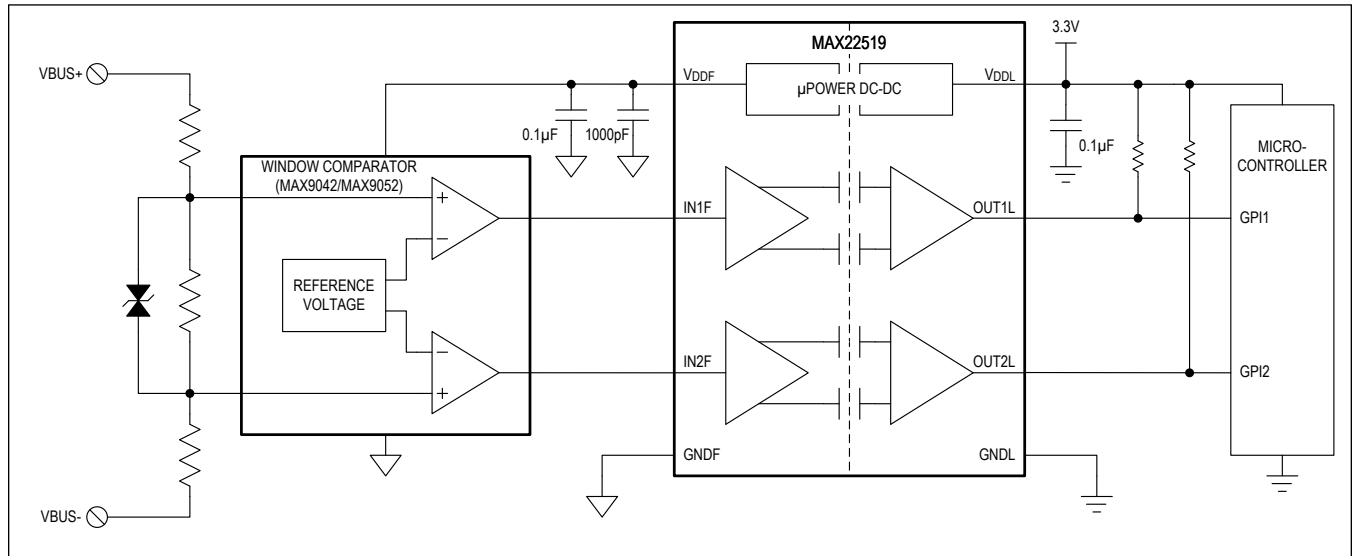 MAX22519
3.3V
VBUS+
VDDF
µPOWER DC-DC
VDDL
0.1µF
1000pF
0.1µF
MICRO-
CONTROLLER
WINDOW COMPARATOR
(MAX9042/MAX9052)
+
−
IN1F
OUT1L
GPI1
REFERENCE
VOLTAGE
−
+
IN2F
OUT2L
GPI2
GNDF
GNDL
VBUS-